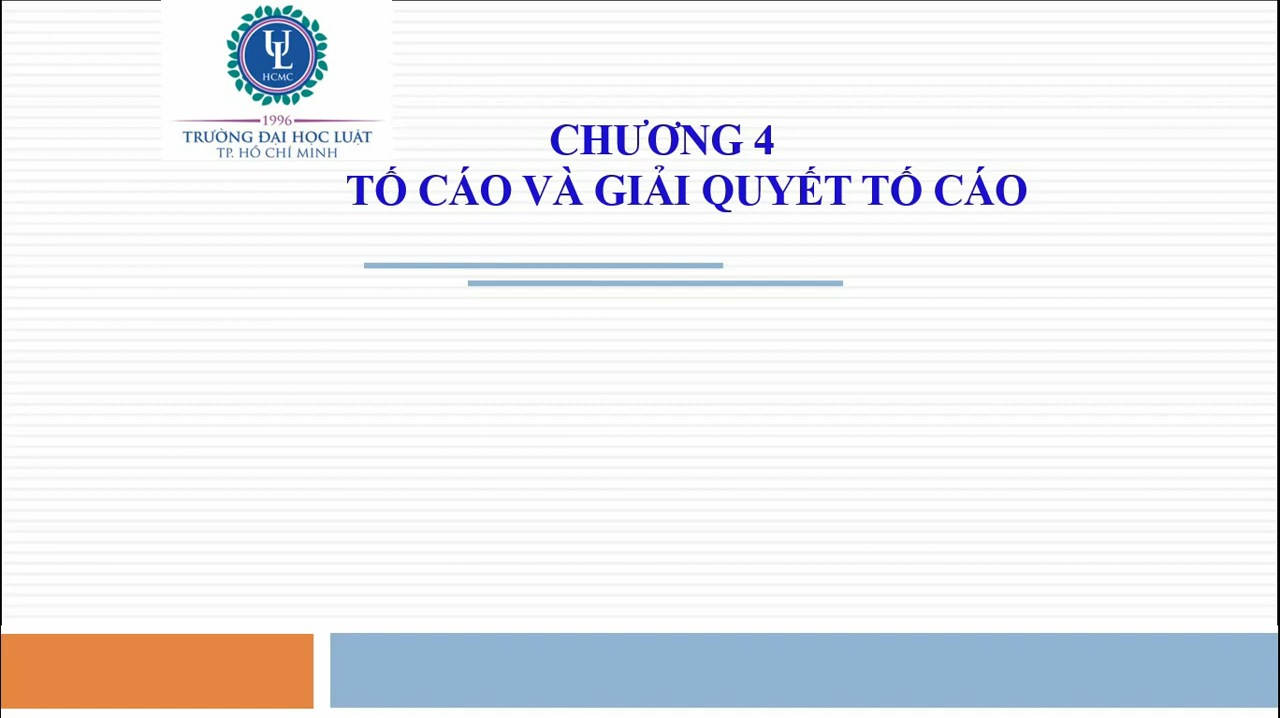 UL
HCMC
1996
TRƯỜNG ĐẠI HỌC LUẬT
TP. HỒ CHÍ MINH
CHƯƠNG 4
TỐ CÁO VÀ GIẢI QUYẾT TỐ CÁO